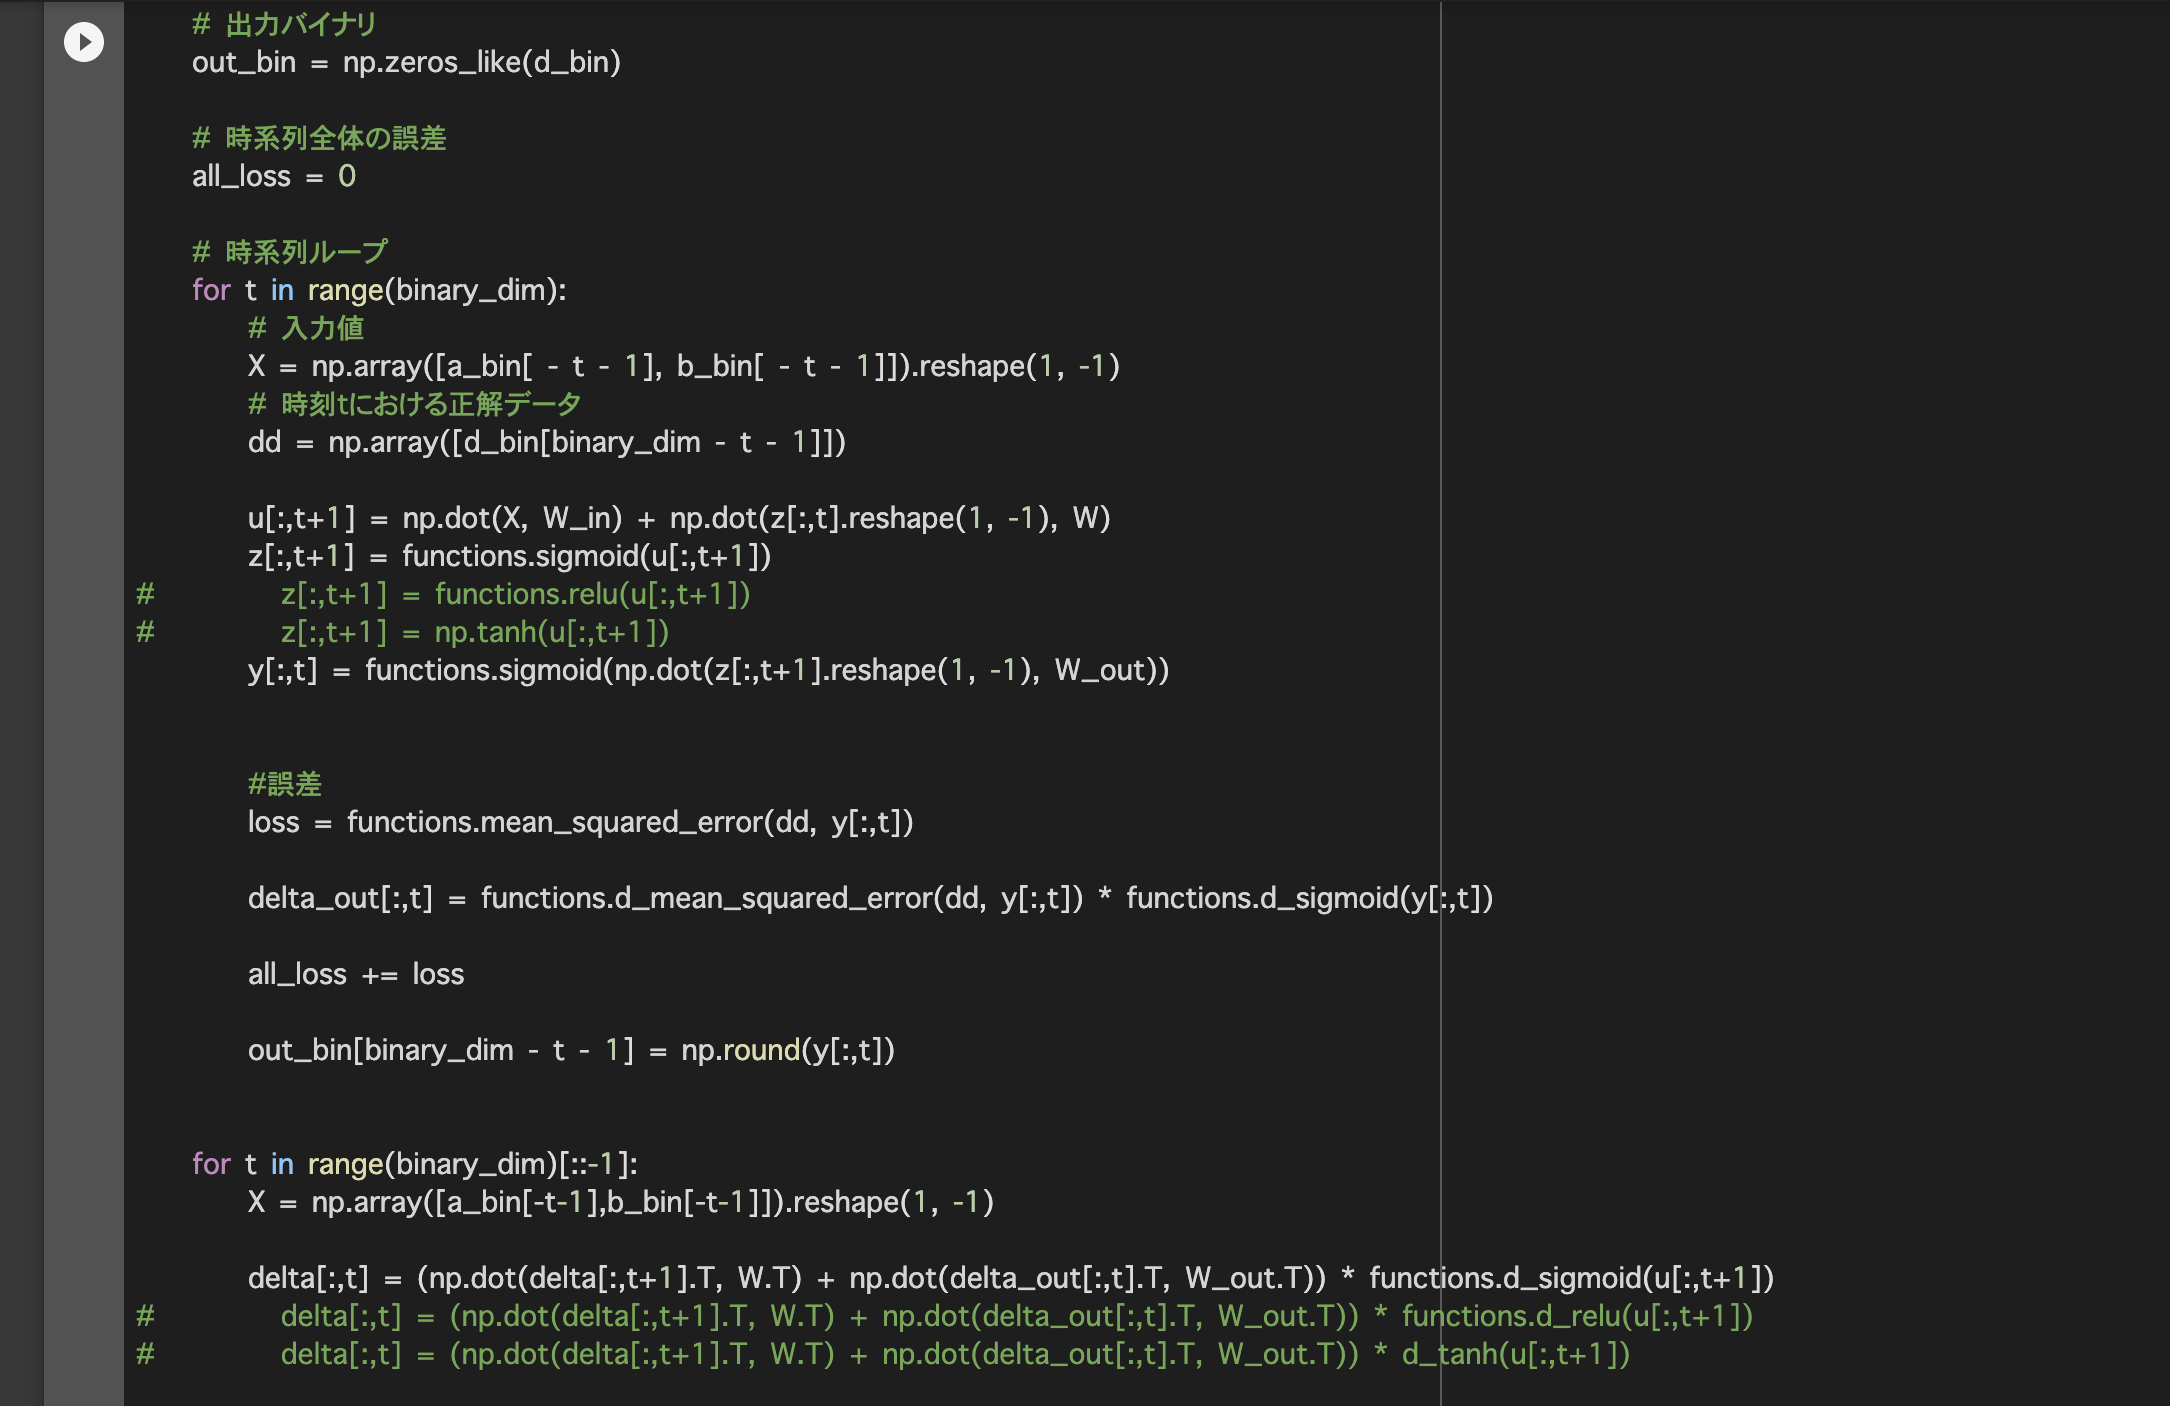 # 出力バイナリ
out_bin = np.zeros_like(d_bin)
# 時系列全体の誤差
all_loss = 0
# 時系列ループ
for t in range(binary_dim):
# 入力値
X = np.array([a_bin[ - t - 1], b_bin[ - t - 1]]).reshape(1, -1)
# 時刻tにおける正解データ
dd = np.array([d_bin[binary_dim - t - 1]])
u[:,t+1] = np.dot(X, W_in) + np.dot(z[:,t].reshape(1, -1), W)
z[:,t+1] = functions.sigmoid(u[:,t+1])
# z[:,t+1] = functions.relu(u[:,t+1])
# z[:,t+1] = np.tanh(u[:,t+1])
y[:,t] = functions.sigmoid(np.dot(z[:,t+1].reshape(1, -1), W_out))
#誤差
loss = functions.mean_squared_error(dd, y[:,t])
delta_out[:,t] = functions.d_mean_squared_error(dd, y[:,t]) * functions.d_sigmoid(y[:,t])
all_loss += loss
out_bin[binary_dim - t - 1] = np.round(y[:,t])
for t in range(binary_dim)[::-1]:
X = np.array([a_bin[-t-1],b_bin[-t-1]]).reshape(1, -1)
delta[:,t] = (np.dot(delta[:,t+1].T, W.T) + np.dot(delta_out[:,t].T, W_out.T)) * functions.d_sigmoid(u[:,t+1])
# delta[:,t] = (np.dot(delta[:,t+1].T, W.T) + np.dot(delta_out[:,t].T, W_out.T)) * functions.d_relu(u[:,t+1])
# delta[:,t] = (np.dot(delta[:,t+1].T, W.T) + np.dot(delta_out[:,t].T, W_out.T)) * d_tanh(u[:,t+1])